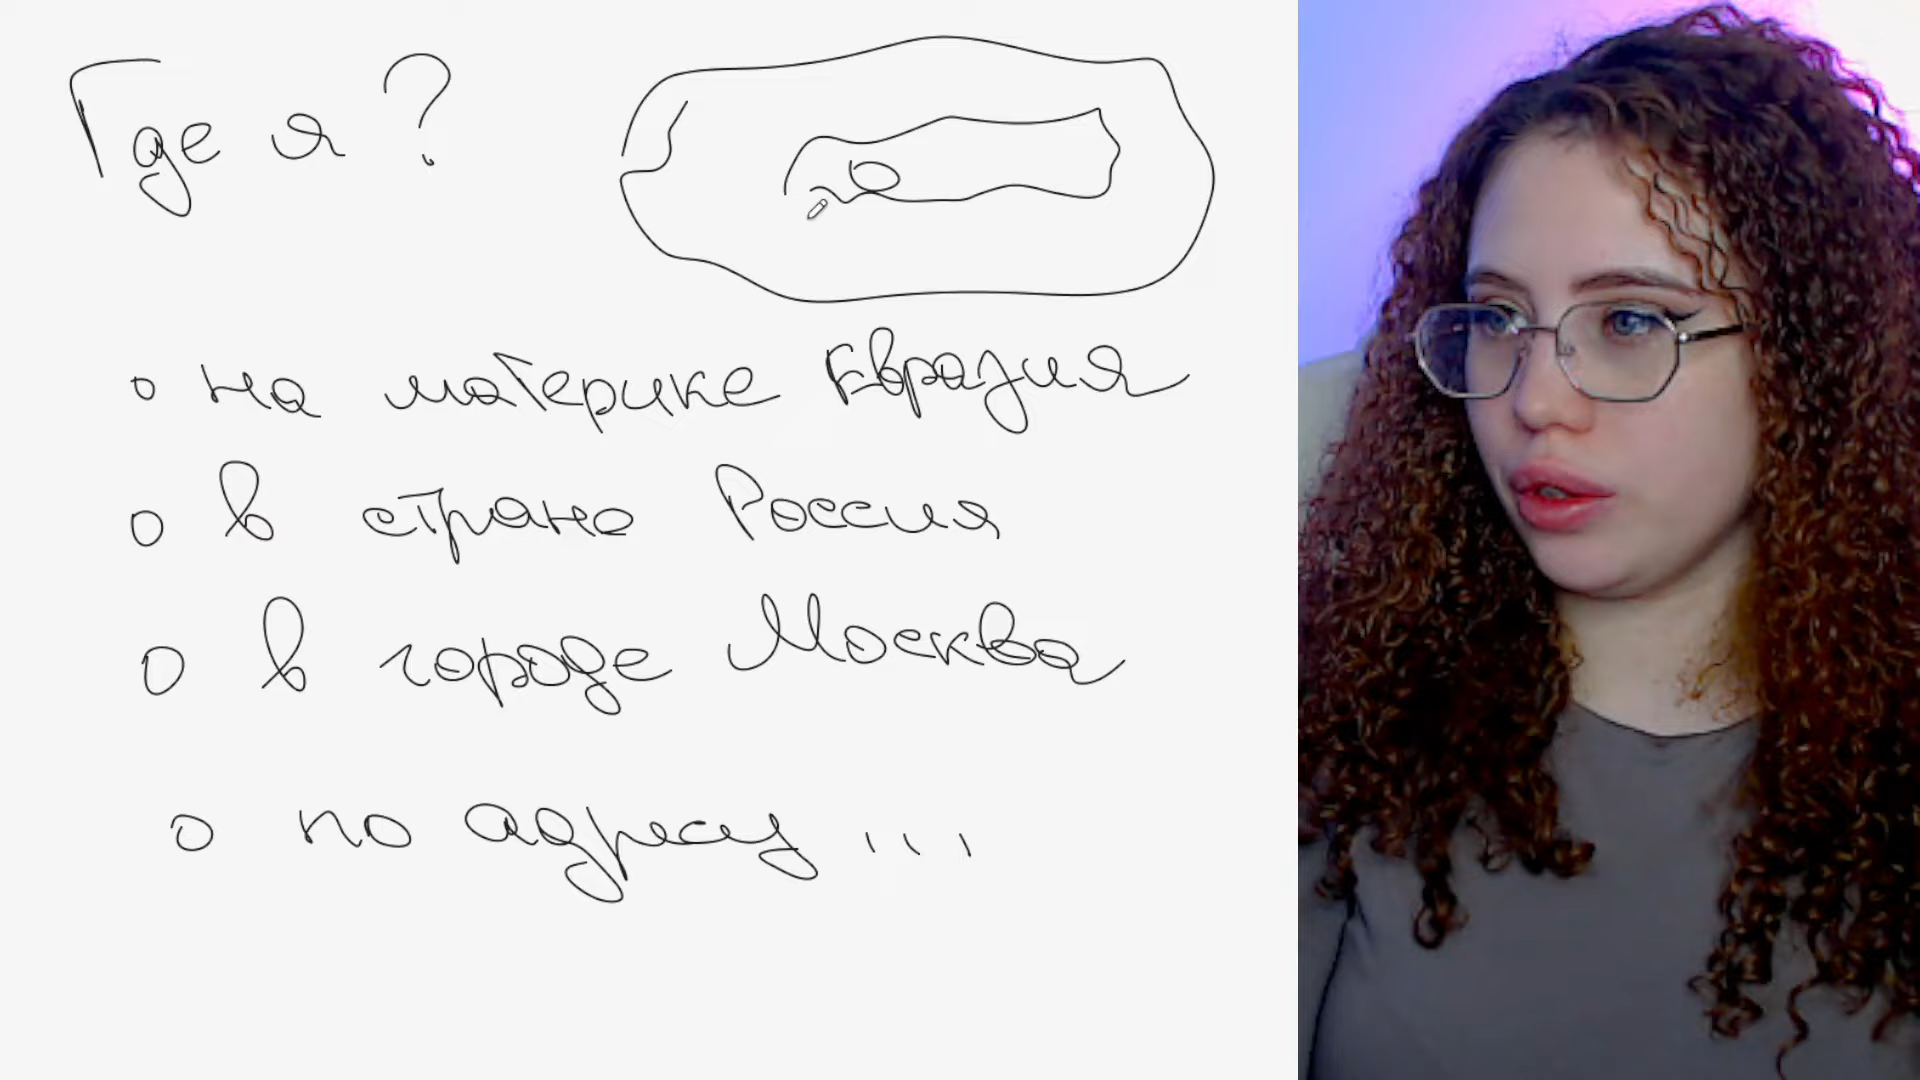 Где я?
на материке Евразия
в стране Россия
в городе Москва
по адресу ...